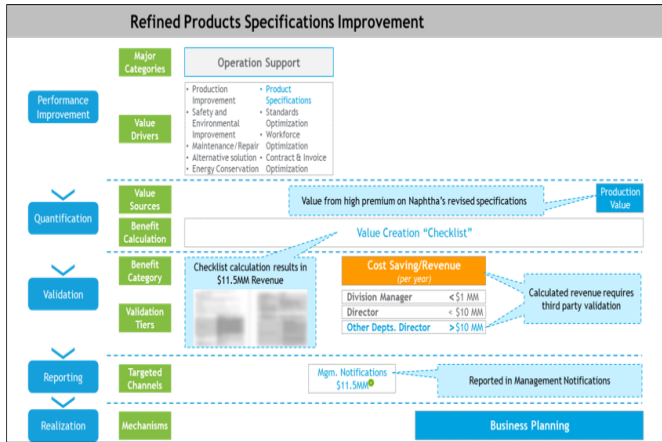 Refined Products Specifications Improvement
Major
Categories
Operation Support
Performance
Improvement
Value
Drivers
• Production
Improvement
• Safety and
Environmental
Improvement
• Maintenance/Repair
• Alternative solution
• Energy Conservation
• Product
Specifications
• Standards
Optimization
• Workforce
Optimization
• Contract & Invoice
Optimization
Quantification
Value
Sources
Value from high premium on Naphtha's revised specifications
Production
Value
Benefit
Calculation
Value Creation "Checklist"
Validation
Benefit
Category
Checklist calculation results in
$11.5MM Revenue
Cost Saving/Revenue
(per year)
Validation
Tiers
Division Manager < $1 MM
Director < $10 MM
Other Depts. Director > $10 MM
Calculated revenue requires
third party validation
Reporting
Targeted
Channels
Mgm. Notifications
$11.5MM
Reported in Management Notifications
Realization
Mechanisms
Business Planning